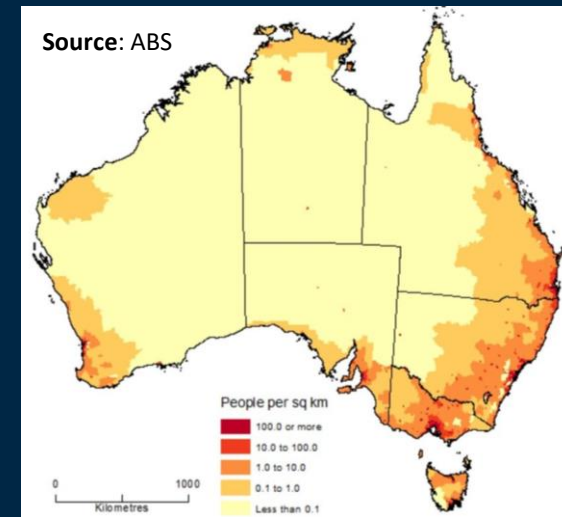 Source: ABS
People per sq km
100.0 or more
10.0 to 100.0
1.0 to 10.0
0.1 to 1.0
Less than 0.1
0 1000
Kilometres